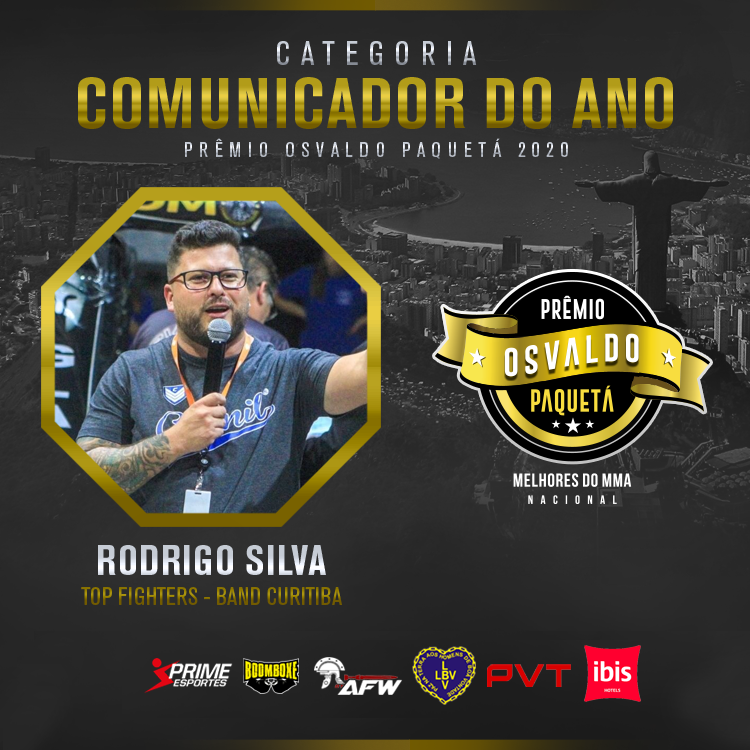 CATEGORIA
COMUNICADOR DO ANO
PRÊMIO OSVALDO PAQUETÁ 2020
PRÊMIO
OSVALDO
PAQUETÁ
MELHORES DO MMA
NACIONAL
RODRIGO SILVA
TOP FIGHTERS - BAND CURITIBA
PRIME
ESPORTES
BOOMBOXE
AFW
LBV
PVT
ibis
HOTELS